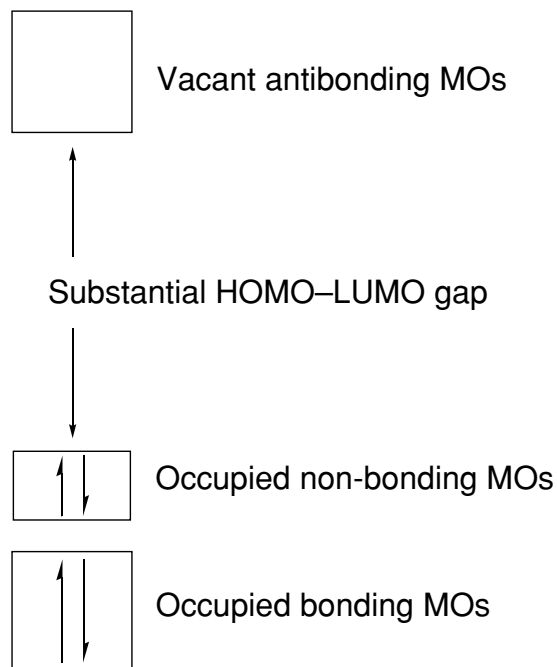 Vacant antibonding MOs
Substantial HOMO–LUMO gap
Occupied non-bonding MOs
Occupied bonding MOs